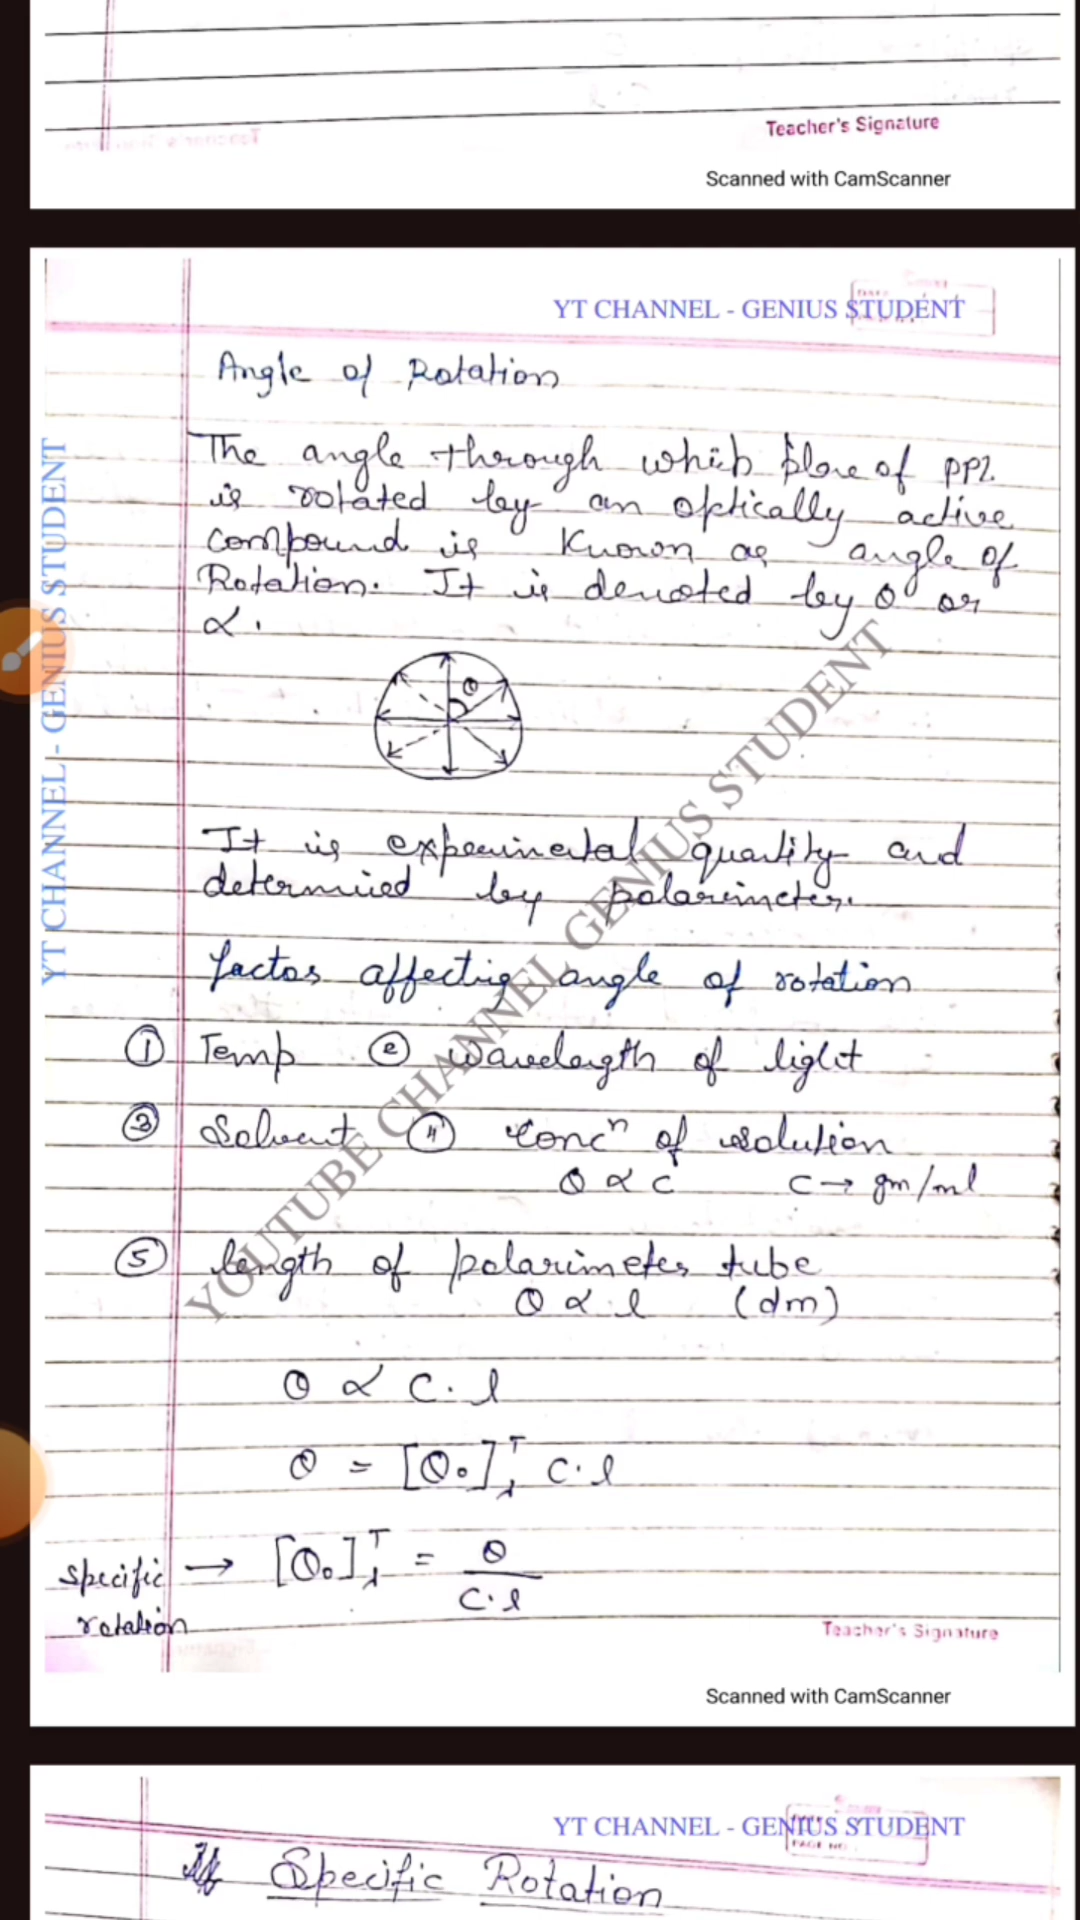 Teacher's Signature
Scanned with CamScanner
YT CHANNEL - GENIUS STUDENT
YT CHANNEL - GENIUS STUDENT
YOUTUBE CHANNEL GENIUS STUDENT
Angle of Rotation
The angle through which plane of PPL
is rotated by an optically active
compound is known as angle of
Rotation. It is denoted by θ or
α.
θ
It is experimental quantity and
determined by polarimeter.
factos affectig angle of rotation
① Temp ② wavelength of light
③ Solvent ④ Concⁿ of solution
θ α c c → gm/ml
⑤ length of polarimeter tube
θ α l (dm)
θ α c.l
θ = [θ₀]ᵀλ c.l
specific → [θ₀]ᵀλ = θ / c.l
rotation
Teacher's Signature
Scanned with CamScanner
YT CHANNEL - GENIUS STUDENT
PAGE NO
Specific Rotation